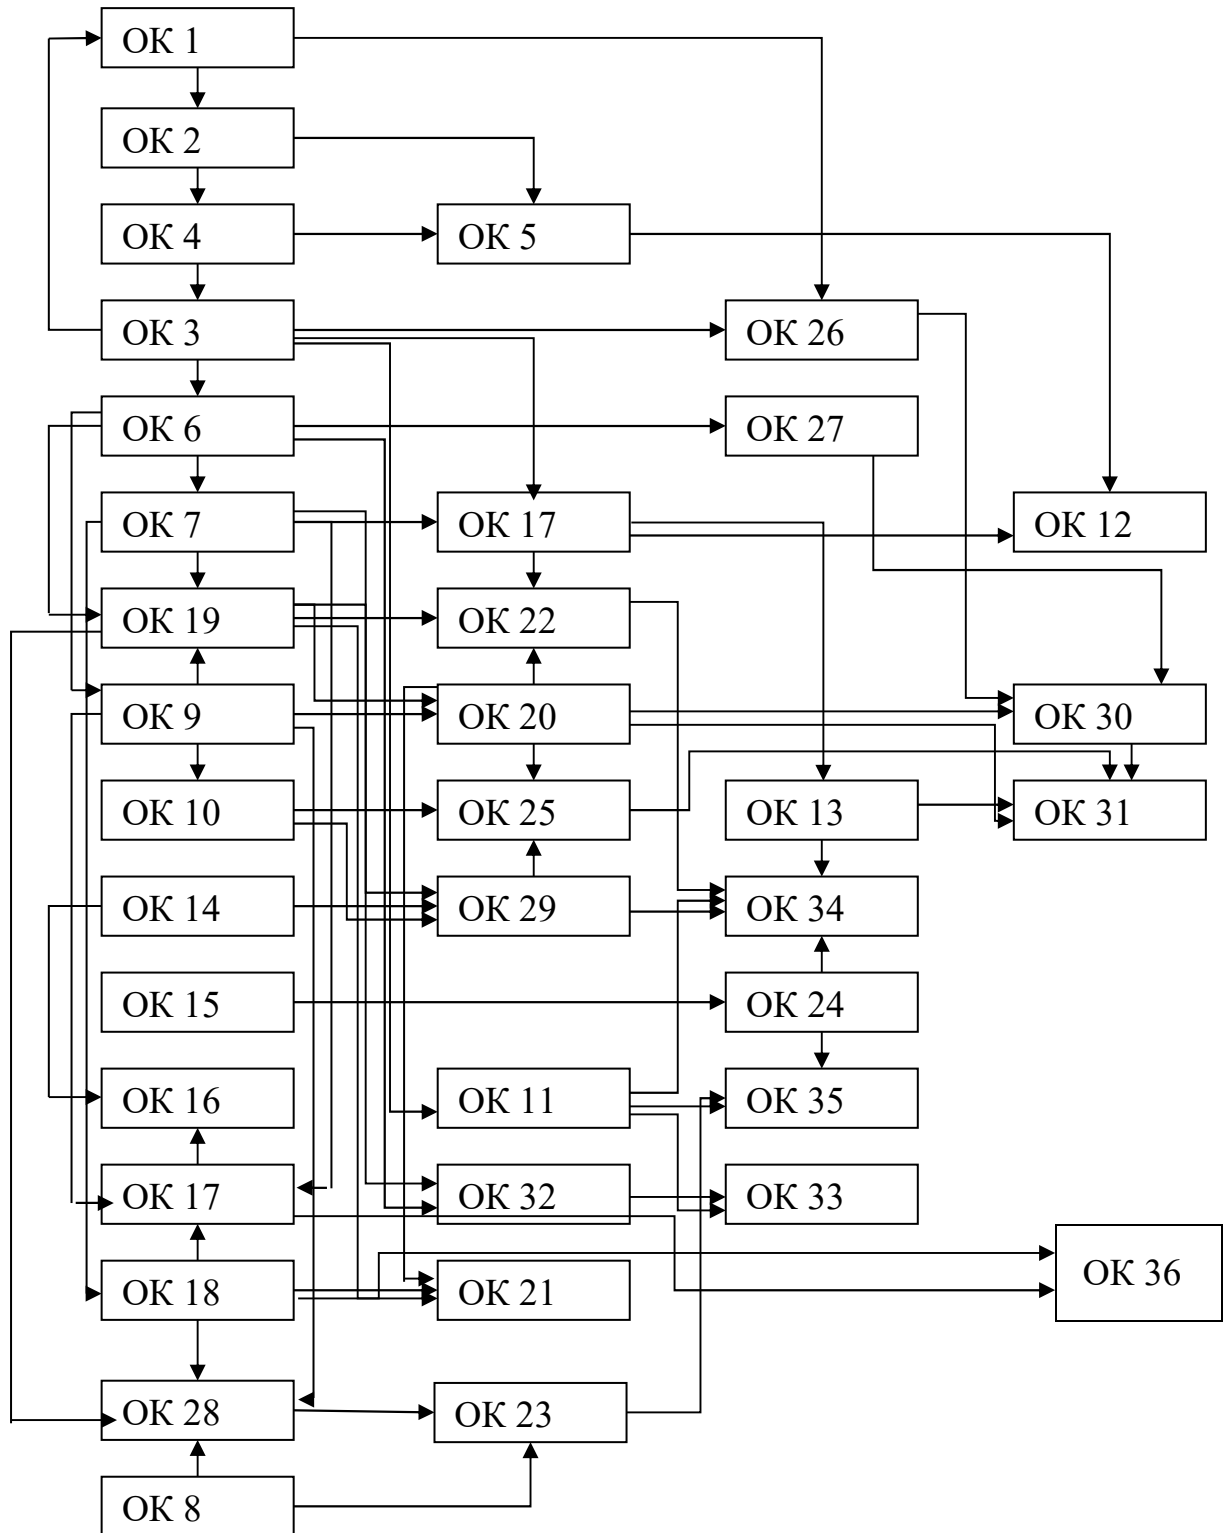 ОК 1
ОК 2
ОК 4
ОК 5
ОК 3
ОК 26
ОК 6
ОК 27
ОК 7
ОК 17
ОК 12
ОК 19
ОК 22
ОК 9
ОК 20
ОК 30
ОК 10
ОК 25
ОК 13
ОК 31
ОК 14
ОК 29
ОК 34
ОК 15
ОК 24
ОК 16
ОК 11
ОК 35
ОК 17
ОК 32
ОК 33
ОК 36
ОК 18
ОК 21
ОК 28
ОК 23
ОК 8